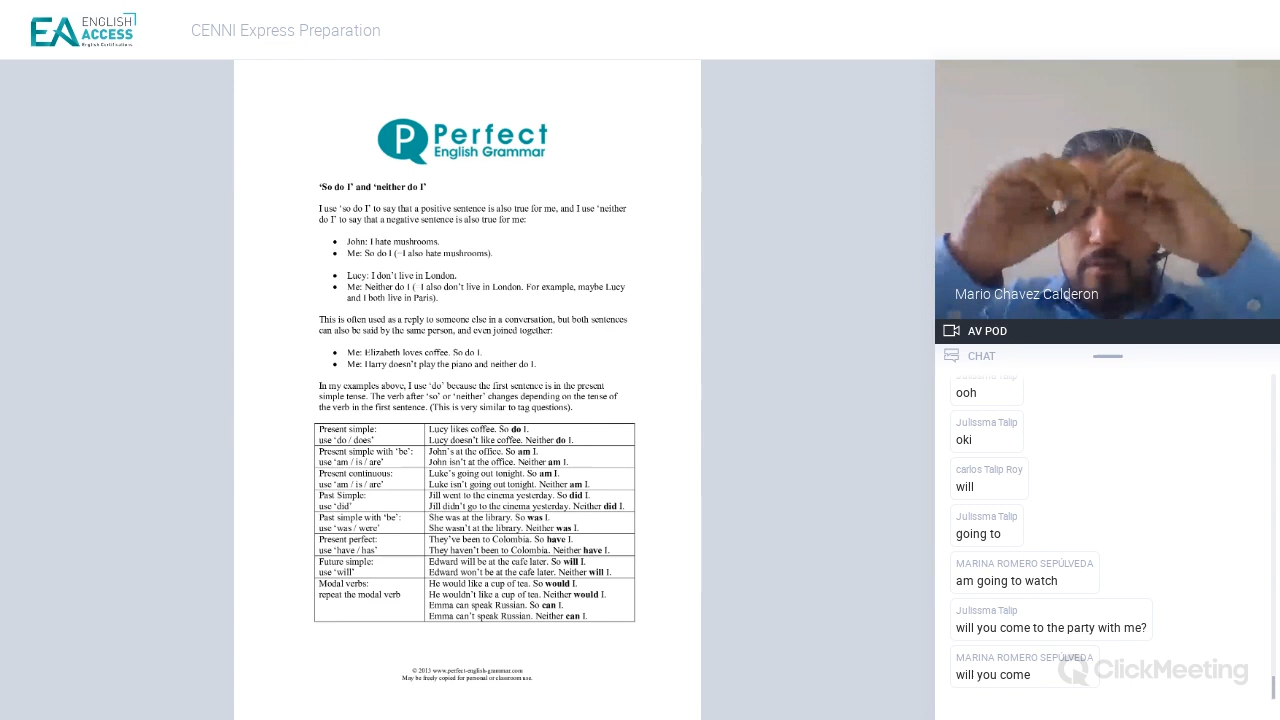 EA ENGLISH
ACCESS
English Certifications
CENNI Express Preparation
Perfect
English Grammar
'So do I' and 'neither do I'
I use 'so do I' to say that a positive sentence is also true for me, and I use 'neither
do I' to say that a negative sentence is also true for me:
• John: I hate mushrooms.
• Me: So do I (=I also hate mushrooms).
• Lucy: I don't live in London.
• Me: Neither do I (=I also don't live in London. For example, maybe Lucy
and I both live in Paris).
This is often used as a reply to someone else in a conversation, but both sentences
can also be said by the same person, and even joined together:
• Me: Elizabeth loves coffee. So do I.
• Me: Harry doesn't play the piano and neither do I.
In my examples above, I use 'do' because the first sentence is in the present
simple tense. The verb after 'so' or 'neither' changes depending on the tense of
the verb in the first sentence. (This is very similar to tag questions).
Present simple: Lucy likes coffee. So do I.
use 'do / does' Lucy doesn't like coffee. Neither do I.
Present simple with 'be': John's at the office. So am I.
use 'am / is / are' John isn't at the office. Neither am I.
Present continuous: Luke's going out tonight. So am I.
use 'am / is / are' Luke isn't going out tonight. Neither am I.
Past Simple: Jill went to the cinema yesterday. So did I.
use 'did' Jill didn't go to the cinema yesterday. Neither did I.
Past simple with 'be': She was at the library. So was I.
use 'was / were' She wasn't at the library. Neither was I.
Present perfect: They've been to Colombia. So have I.
use 'have / has' They haven't been to Colombia. Neither have I.
Future simple: Edward will be at the cafe later. So will I.
use 'will' Edward won't be at the cafe later. Neither will I.
Modal verbs: He would like a cup of tea. So would I.
repeat the modal verb He wouldn't like a cup of tea. Neither would I.
Emma can speak Russian. So can I.
Emma can't speak Russian. Neither can I.
© 2013 www.perfect-english-grammar.com
May be freely copied for personal or classroom use.
Mario Chavez Calderon
AV POD
CHAT
Julissma Talip
ooh
Julissma Talip
oki
carlos Talip Roy
will
Julissma Talip
going to
MARINA ROMERO SEPÚLVEDA
am going to watch
Julissma Talip
will you come to the party with me?
MARINA ROMERO SEPÚLVEDA
will you come
ClickMeeting